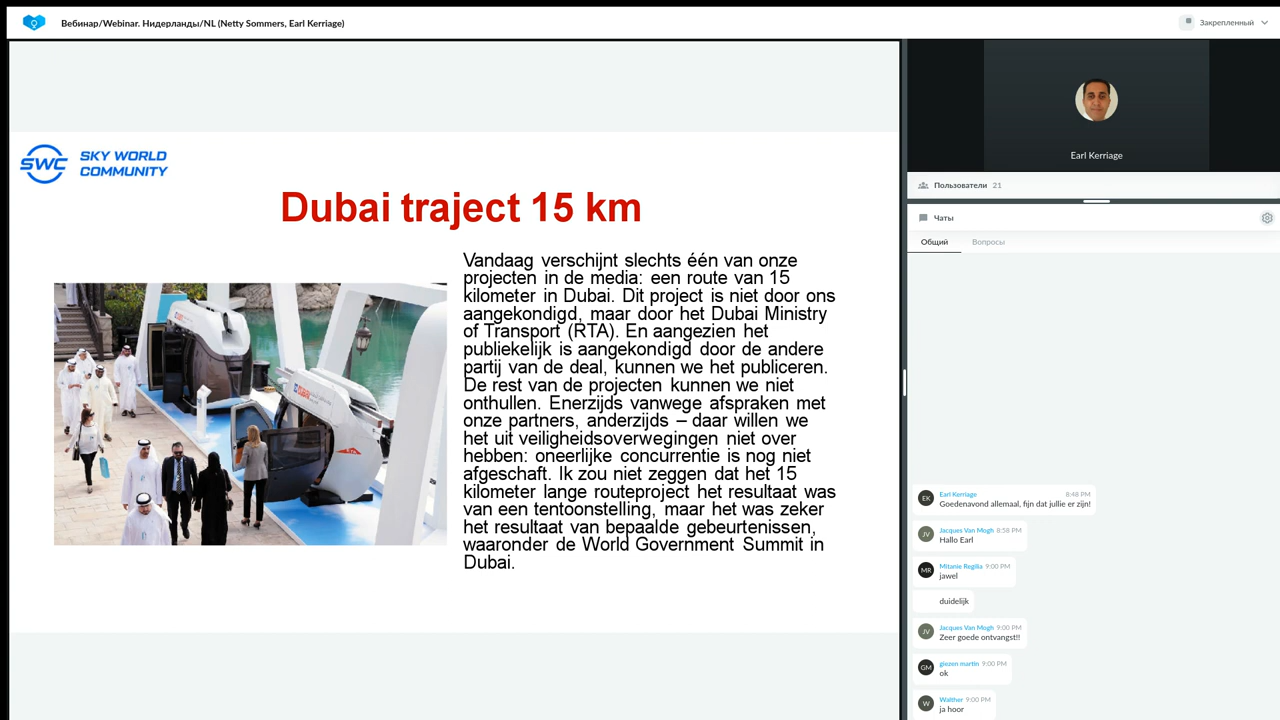 Вебинар/Webinar. Нидерланды/NL (Netty Sommers, Earl Kerriage)
Закрепленный
SWC
SKY WORLD
COMMUNITY
Dubai traject 15 km
Vandaag verschijnt slechts één van onze
projecten in de media: een route van 15
kilometer in Dubai. Dit project is niet door ons
aangekondigd, maar door het Dubai Ministry
of Transport (RTA). En aangezien het
publiekelijk is aangekondigd door de andere
partij van de deal, kunnen we het publiceren.
De rest van de projecten kunnen we niet
onthullen. Enerzijds vanwege afspraken met
onze partners, anderzijds – daar willen we
het uit veiligheidsoverwegingen niet over
hebben: oneerlijke concurrentie is nog niet
afgeschaft. Ik zou niet zeggen dat het 15
kilometer lange routeproject het resultaat was
van een tentoonstelling, maar het was zeker
het resultaat van bepaalde gebeurtenissen,
waaronder de World Government Summit in
Dubai.
Earl Kerriage
Пользователи 21
Чаты
Общий Вопросы
EK Earl Kerriage 8:48 PM
Goedenavond allemaal, fijn dat jullie er zijn!
JV Jacques Van Mogh 8:58 PM
Hallo Earl
MR Mitanie Regilia 9:00 PM
jawel
duidelijk
JV Jacques Van Mogh 9:00 PM
Zeer goede ontvangst!!
GM giezen martin 9:00 PM
ok
W Walther 9:00 PM
ja hoor